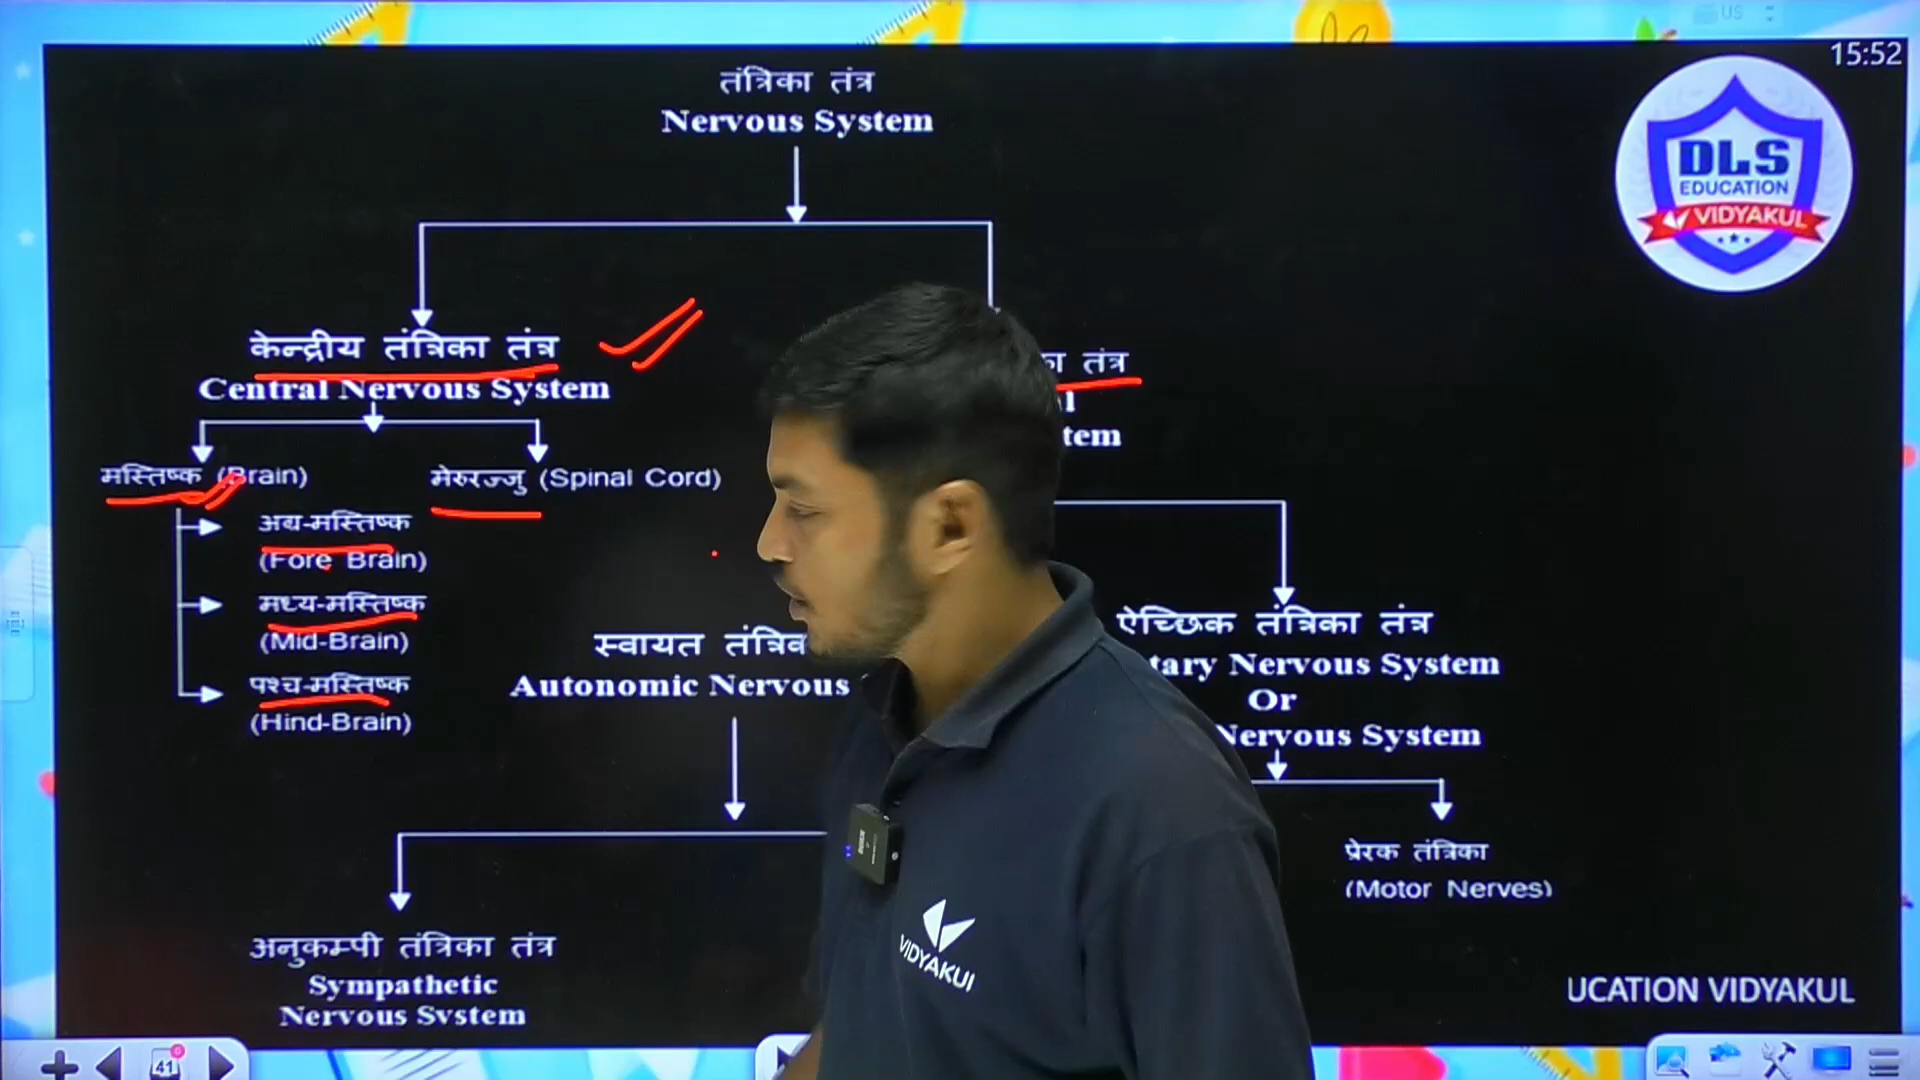 US
15:52
तंत्रिका तंत्र
Nervous System
DLS
EDUCATION
VIDYAKUL
केन्द्रीय तंत्रिका तंत्र
Central Nervous System
तंत्र
मस्तिष्क (Brain)
मेरुरज्जु (Spinal Cord)
अग्र-मस्तिष्क
(Fore Brain)
मध्य-मस्तिष्क
(Mid-Brain)
पश्च-मस्तिष्क
(Hind-Brain)
स्वायत
Autonomic Nervous
ऐच्छिक तंत्रिका तंत्र
Nervous System
Or
Nervous System
प्रेरक तंत्रिका
(Motor Nerves)
अनुकम्पी तंत्रिका तंत्र
Sympathetic
Nervous System
VIDYAKUL
UCATION VIDYAKUL
41